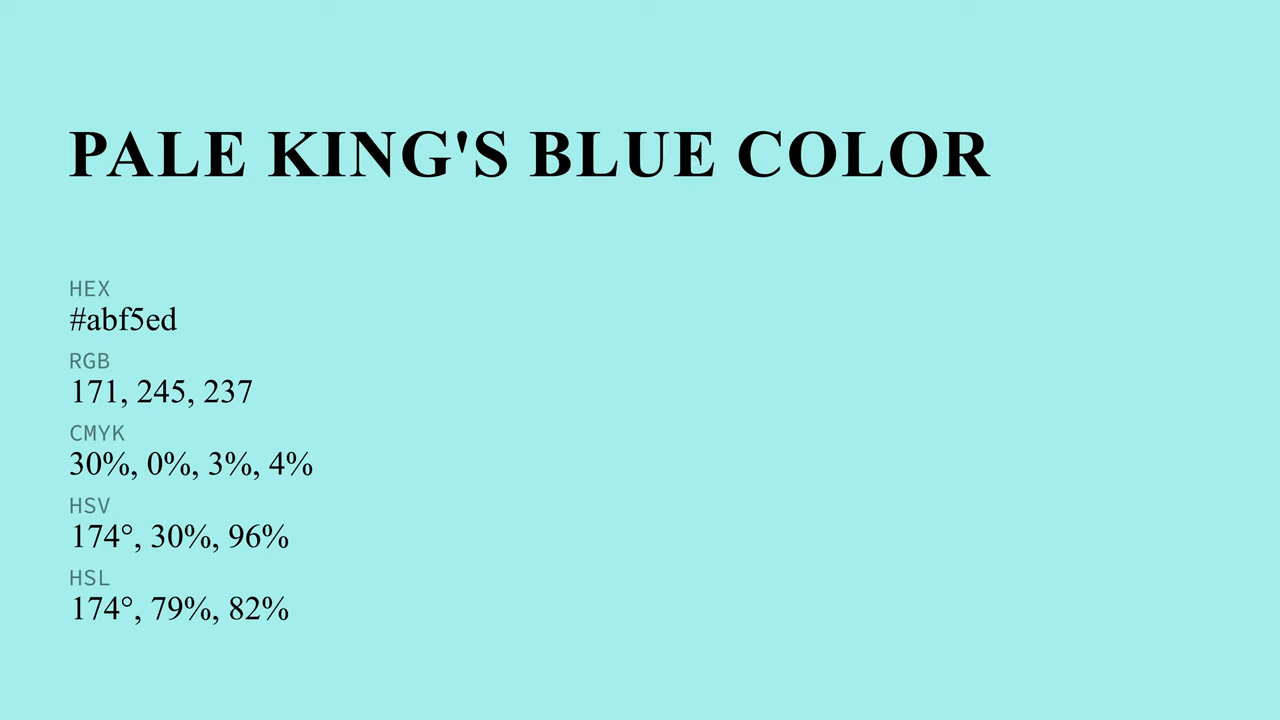 PALE KING'S BLUE COLOR
HEX
#abf5ed
RGB
171, 245, 237
CMYK
30%, 0%, 3%, 4%
HSV
174°, 30%, 96%
HSL
174°, 79%, 82%